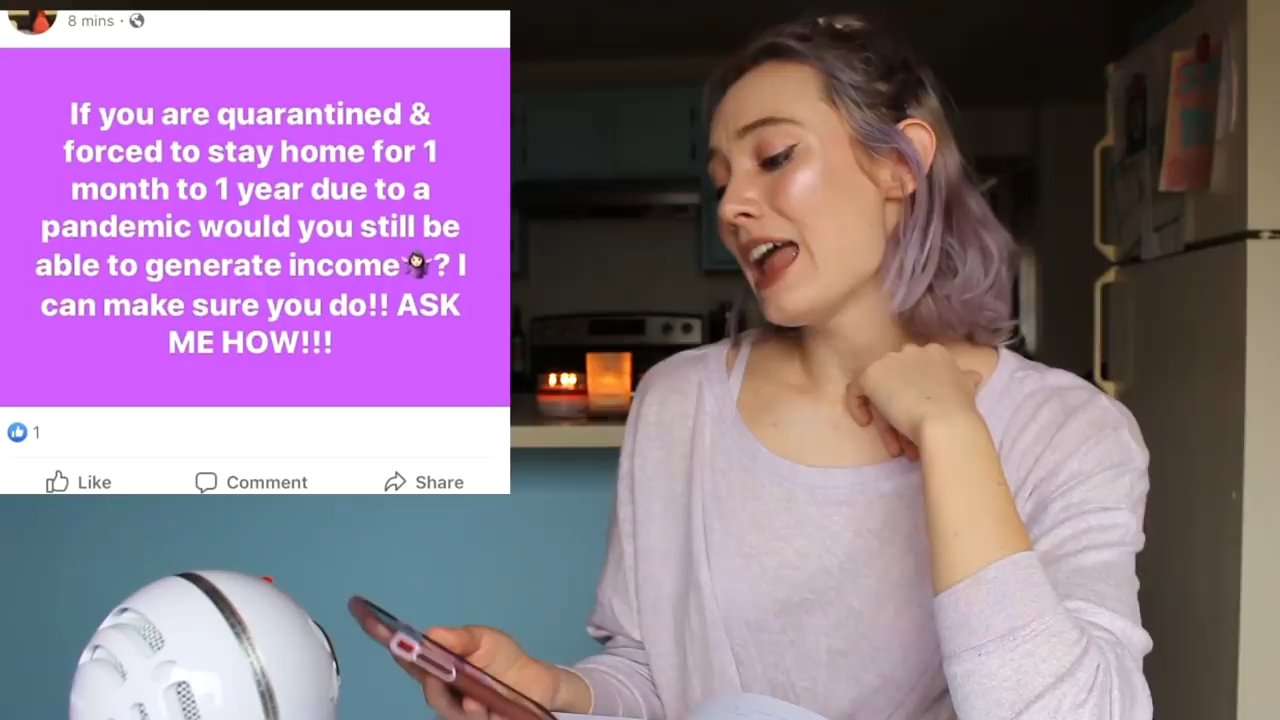 8 mins ·
If you are quarantined &
forced to stay home for 1
month to 1 year due to a
pandemic would you still be
able to generate income🤷🏻‍♀️? I
can make sure you do!! ASK
ME HOW!!!
1
Like Comment Share